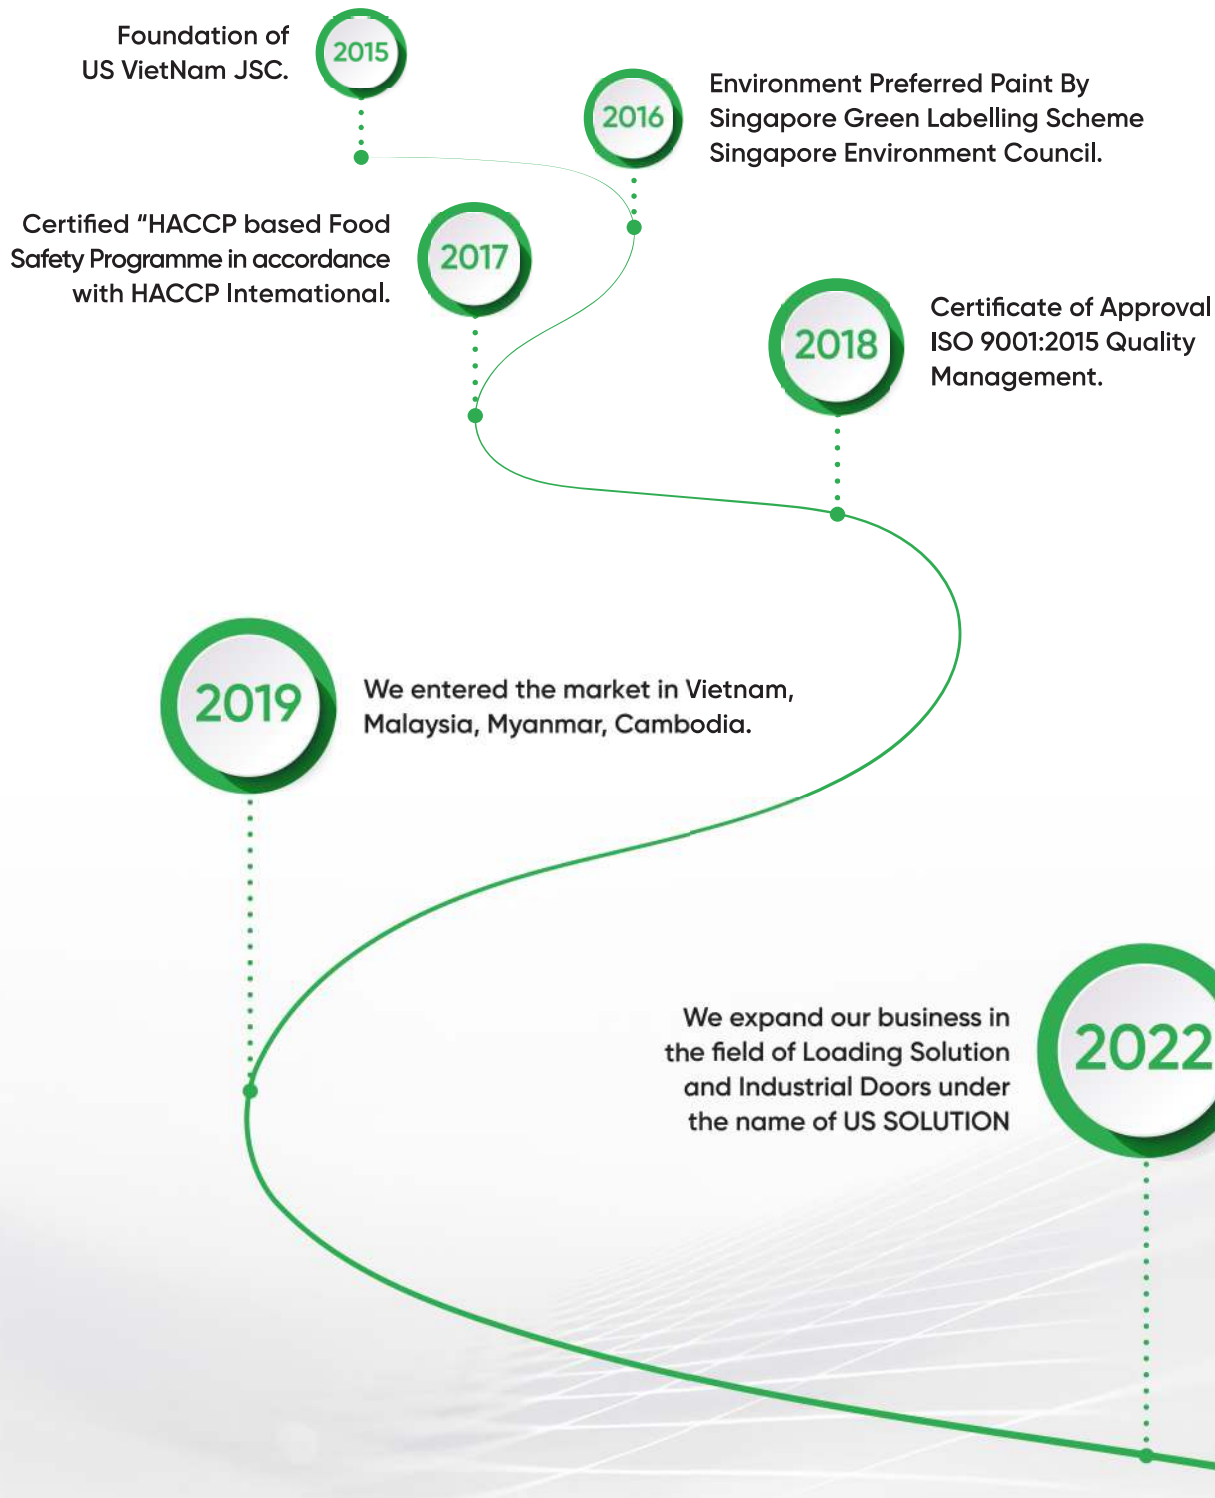 Foundation of
US VietNam JSC.
2015
2016
Environment Preferred Paint By
Singapore Green Labelling Scheme
Singapore Environment Council.
Certified “HACCP based Food
Safety Programme in accordance
with HACCP International.
2017
2018
Certificate of Approval
ISO 9001:2015 Quality
Management.
2019
We entered the market in Vietnam,
Malaysia, Myanmar, Cambodia.
We expand our business in
the field of Loading Solution
and Industrial Doors under
the name of US SOLUTION
2022